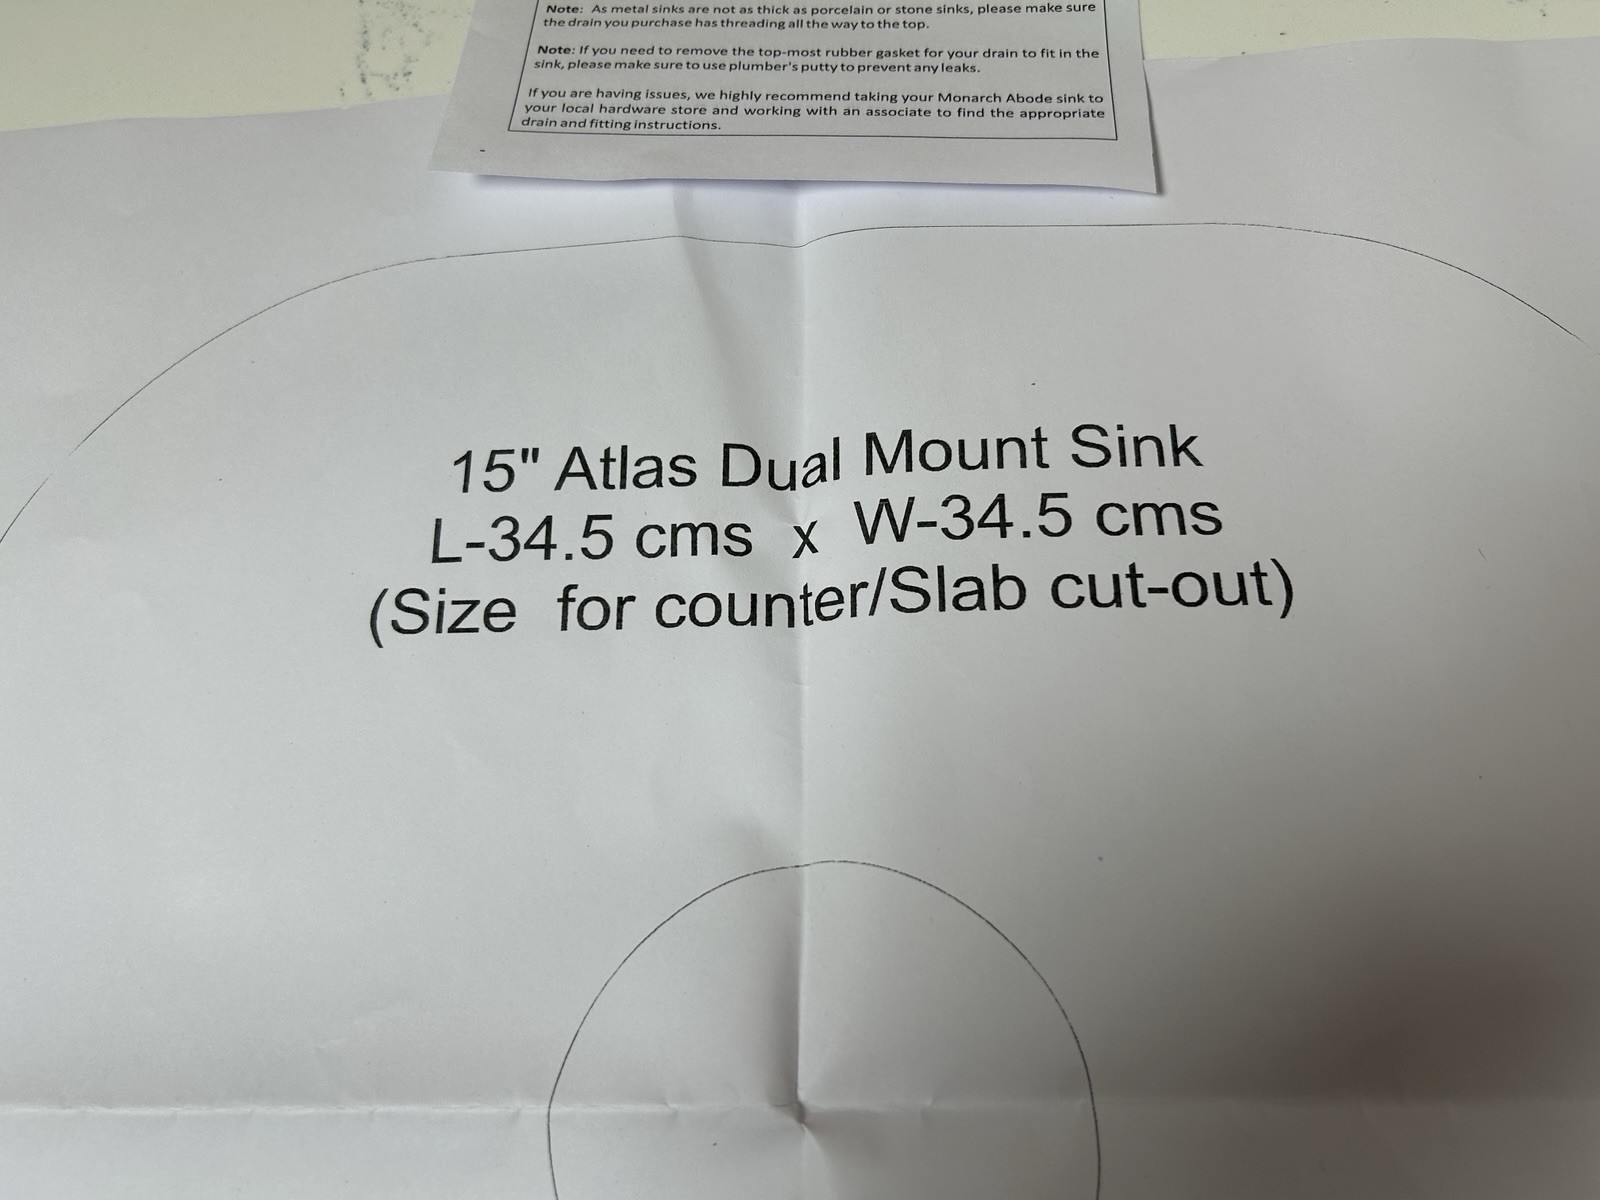 Note: As metal sinks are not as thick as porcelain or stone sinks, please make sure
the drain you purchase has threading all the way to the top.
Note: If you need to remove the top-most rubber gasket for your drain to fit in the
sink, please make sure to use plumber's putty to prevent any leaks.
If you are having issues, we highly recommend taking your Monarch Abode sink to
your local hardware store and working with an associate to find the appropriate
drain and fitting instructions.
15" Atlas Dual Mount Sink
L-34.5 cms x W-34.5 cms
(Size for counter/Slab cut-out)